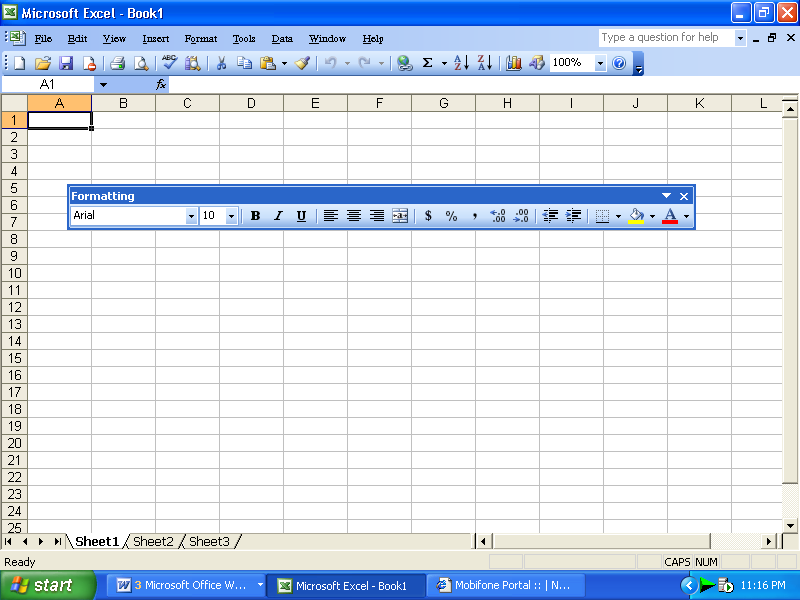 Microsoft Excel - Book1
File Edit View Insert Format Tools Data Window Help Type a question for help
ABC Σ A Z Z A 100% ?
A1 fx
A B C D E F G H I J K L
1
2
3
4
5
Formatting
6
Arial 10 B I U a $ % , .00 .00 A
7
8
9
10
11
12
13
14
15
16
17
18
19
20
21
22
23
24
25
Sheet1 Sheet2 Sheet3
Ready CAPS NUM
start 3 Microsoft Office W... Microsoft Excel - Book1 Mobifone Portal :: | N... 11:16 PM